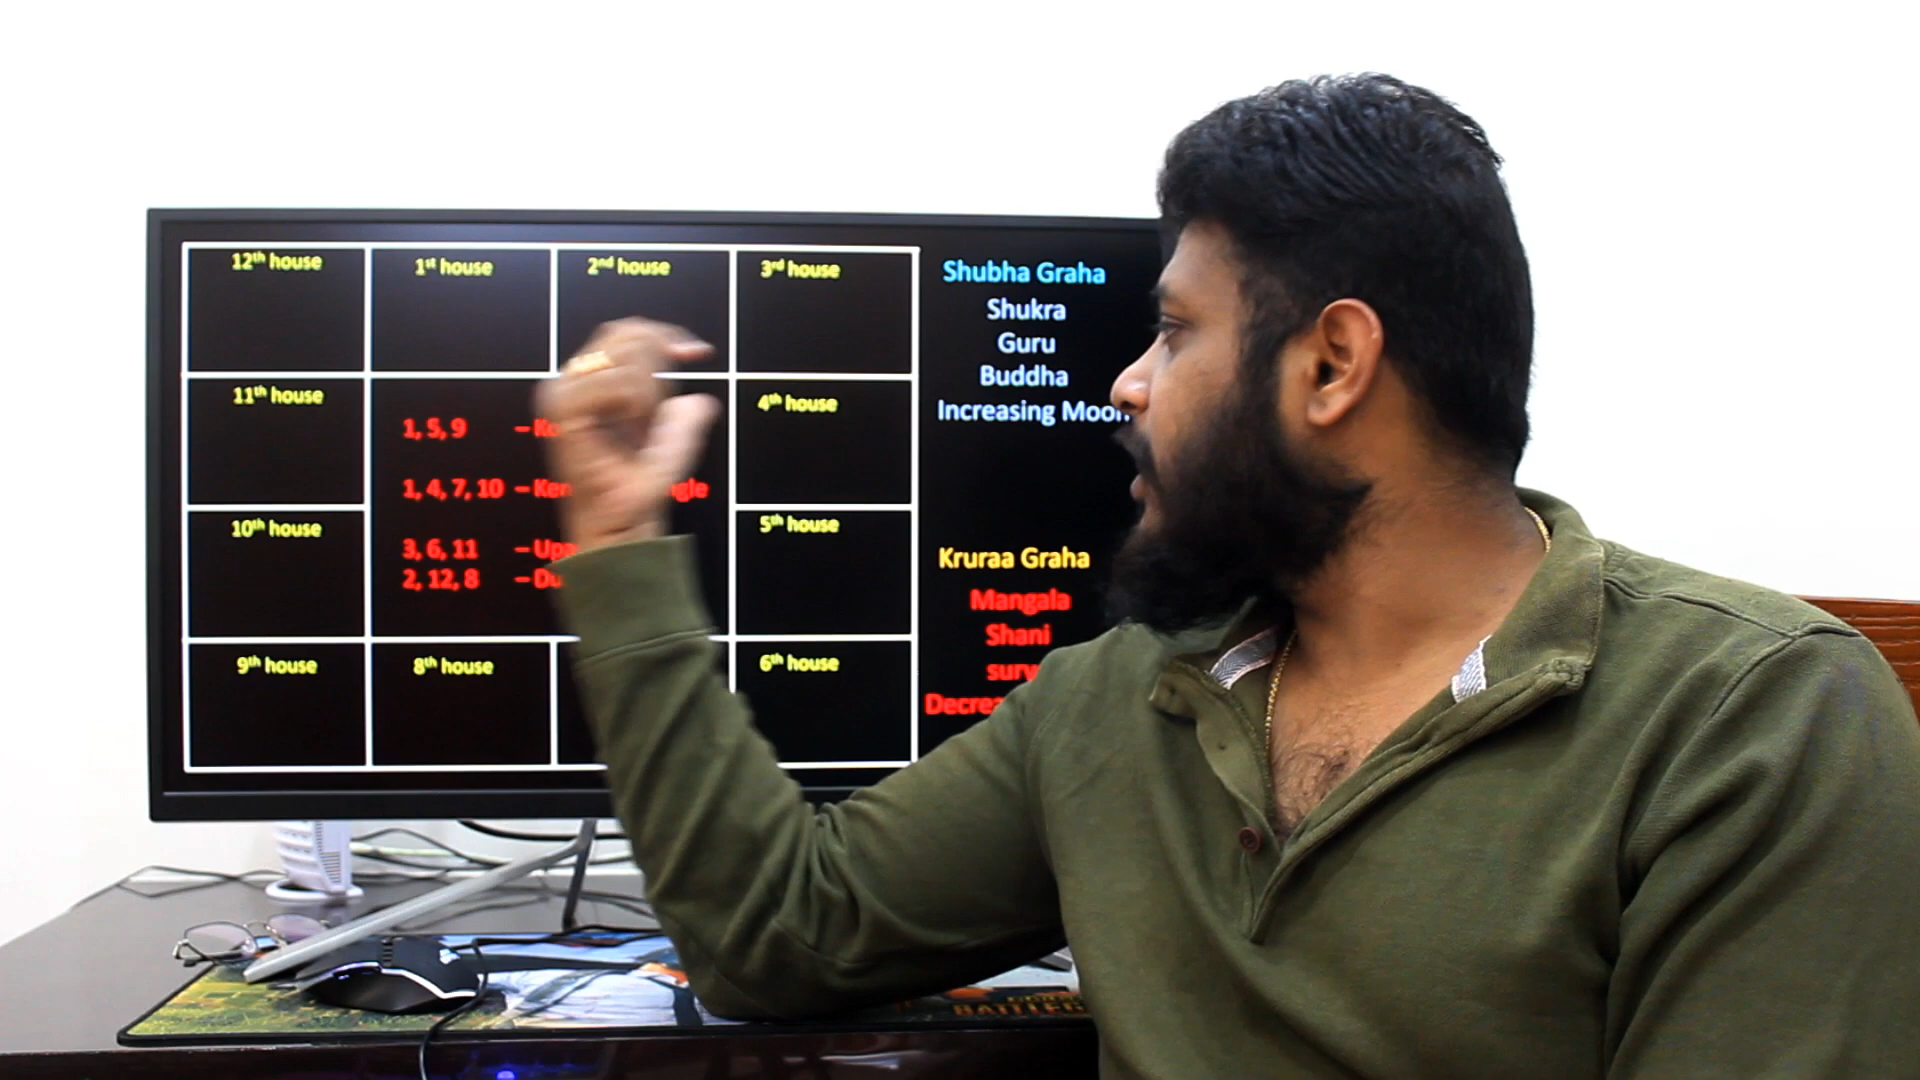 12th house
1st house
2nd house
3rd house
11th house
4th house
10th house
5th house
9th house
8th house
6th house
1, 5, 9 –
1, 4, 7, 10 –
3, 6, 11 –
2, 12, 8 –
Shubha Graha
Shukra
Guru
Buddha
Increasing Moon
Kruraa Graha
Mangala
Shani